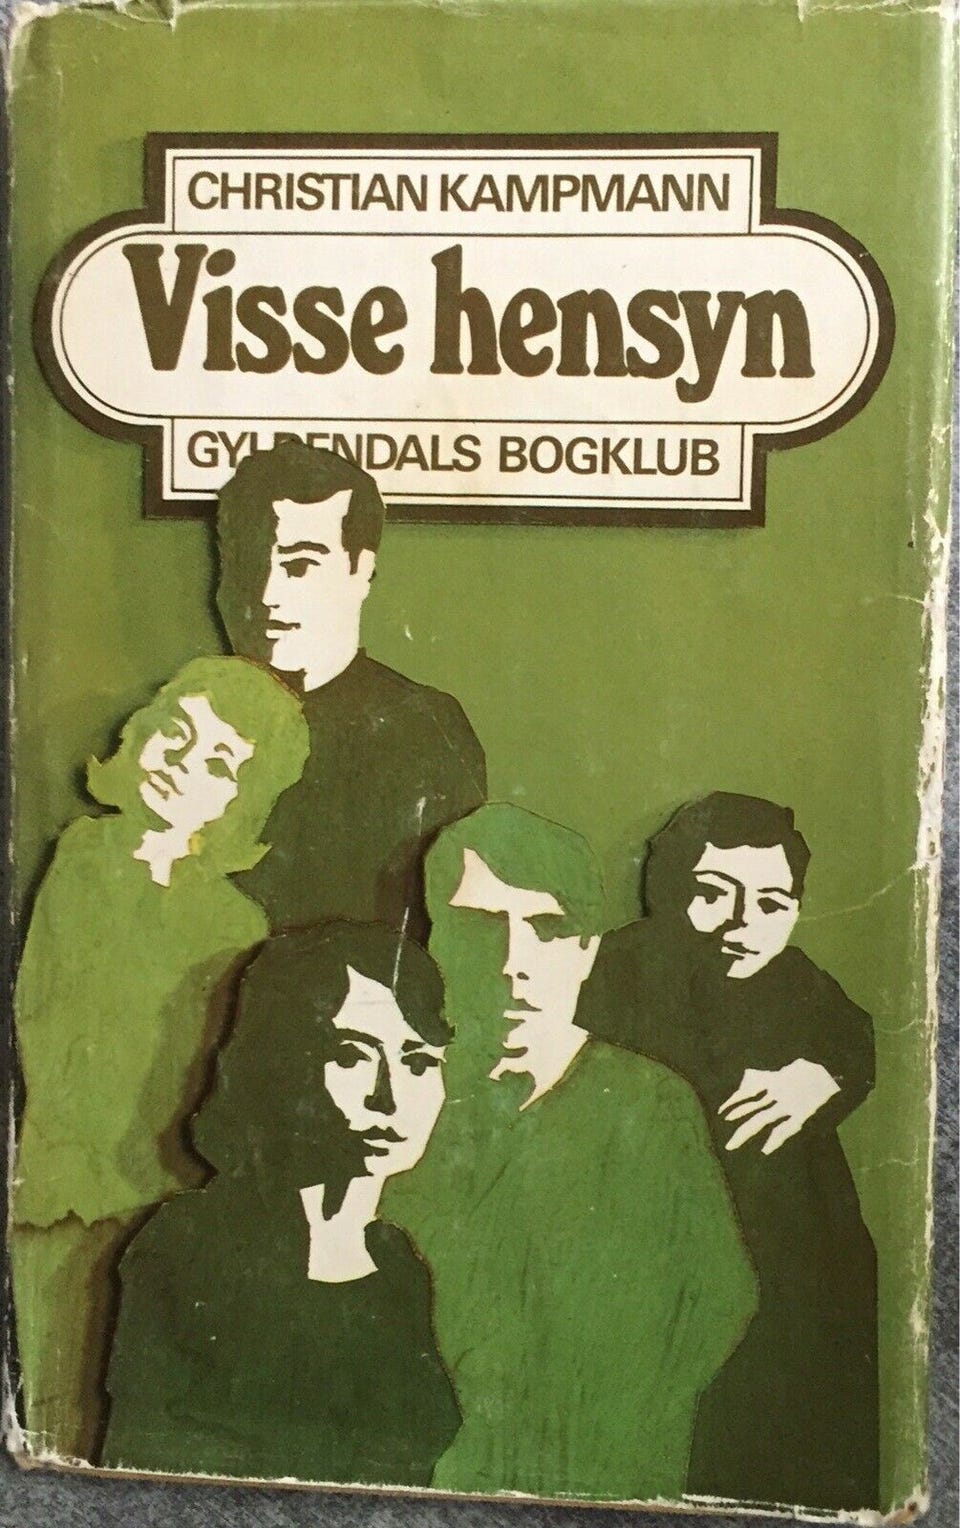 CHRISTIAN KAMPMANN
Visse hensyn
GYLDENDALS BOGKLUB